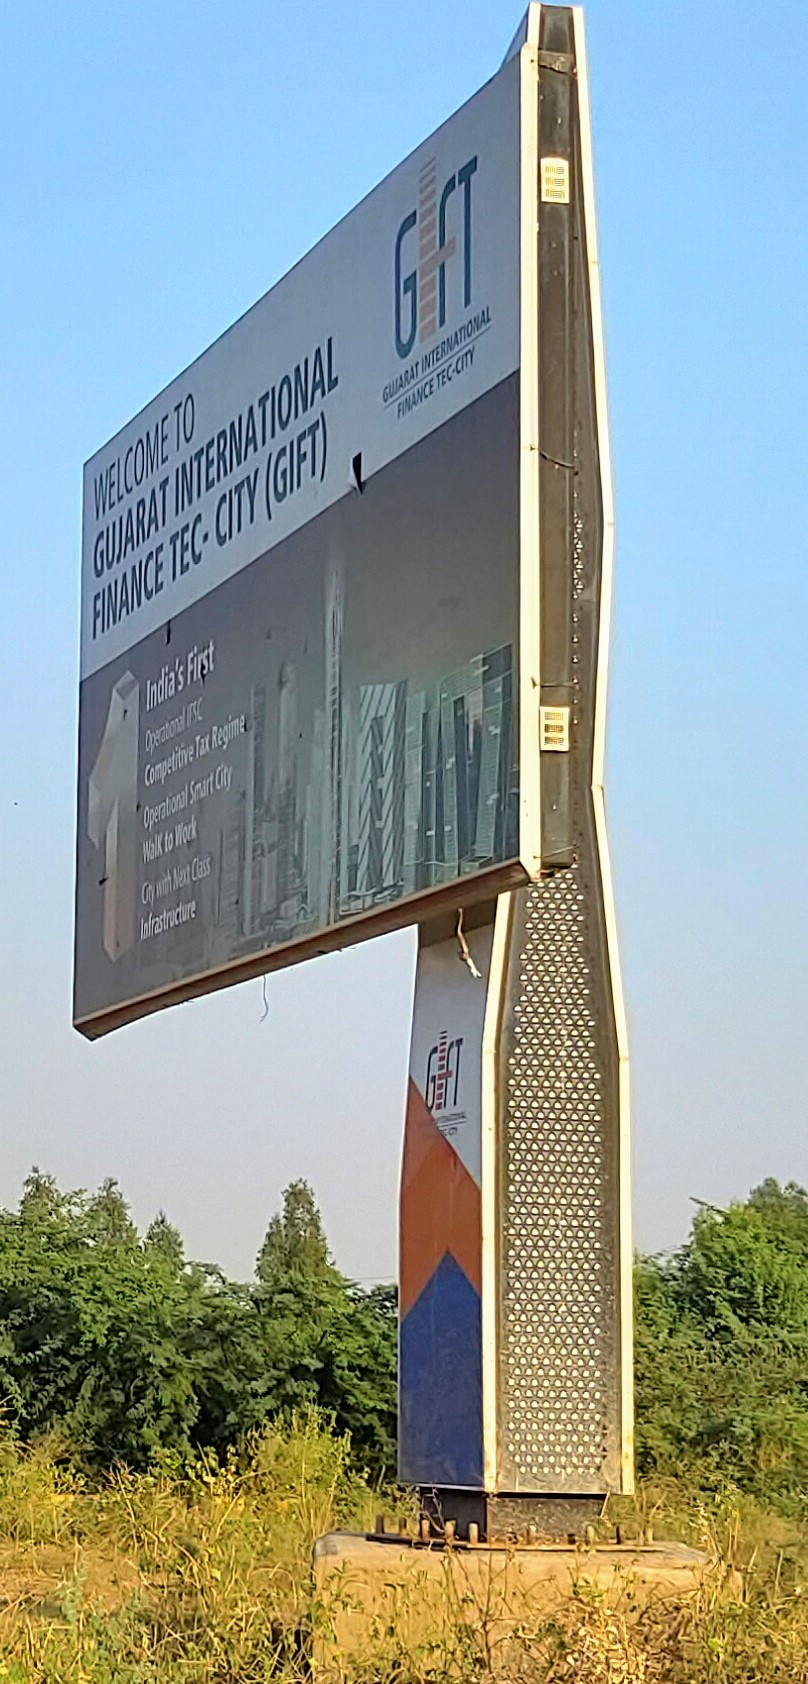 WELCOME TO
GUJARAT INTERNATIONAL
FINANCE TEC- CITY (GIFT)
GIFT
GUJARAT INTERNATIONAL
FINANCE TEC-CITY
India's First
Operational IFSC
Competitive Tax Regime
Operational Smart City
Walk to Work
City with Next Class
Infrastructure
GIFT